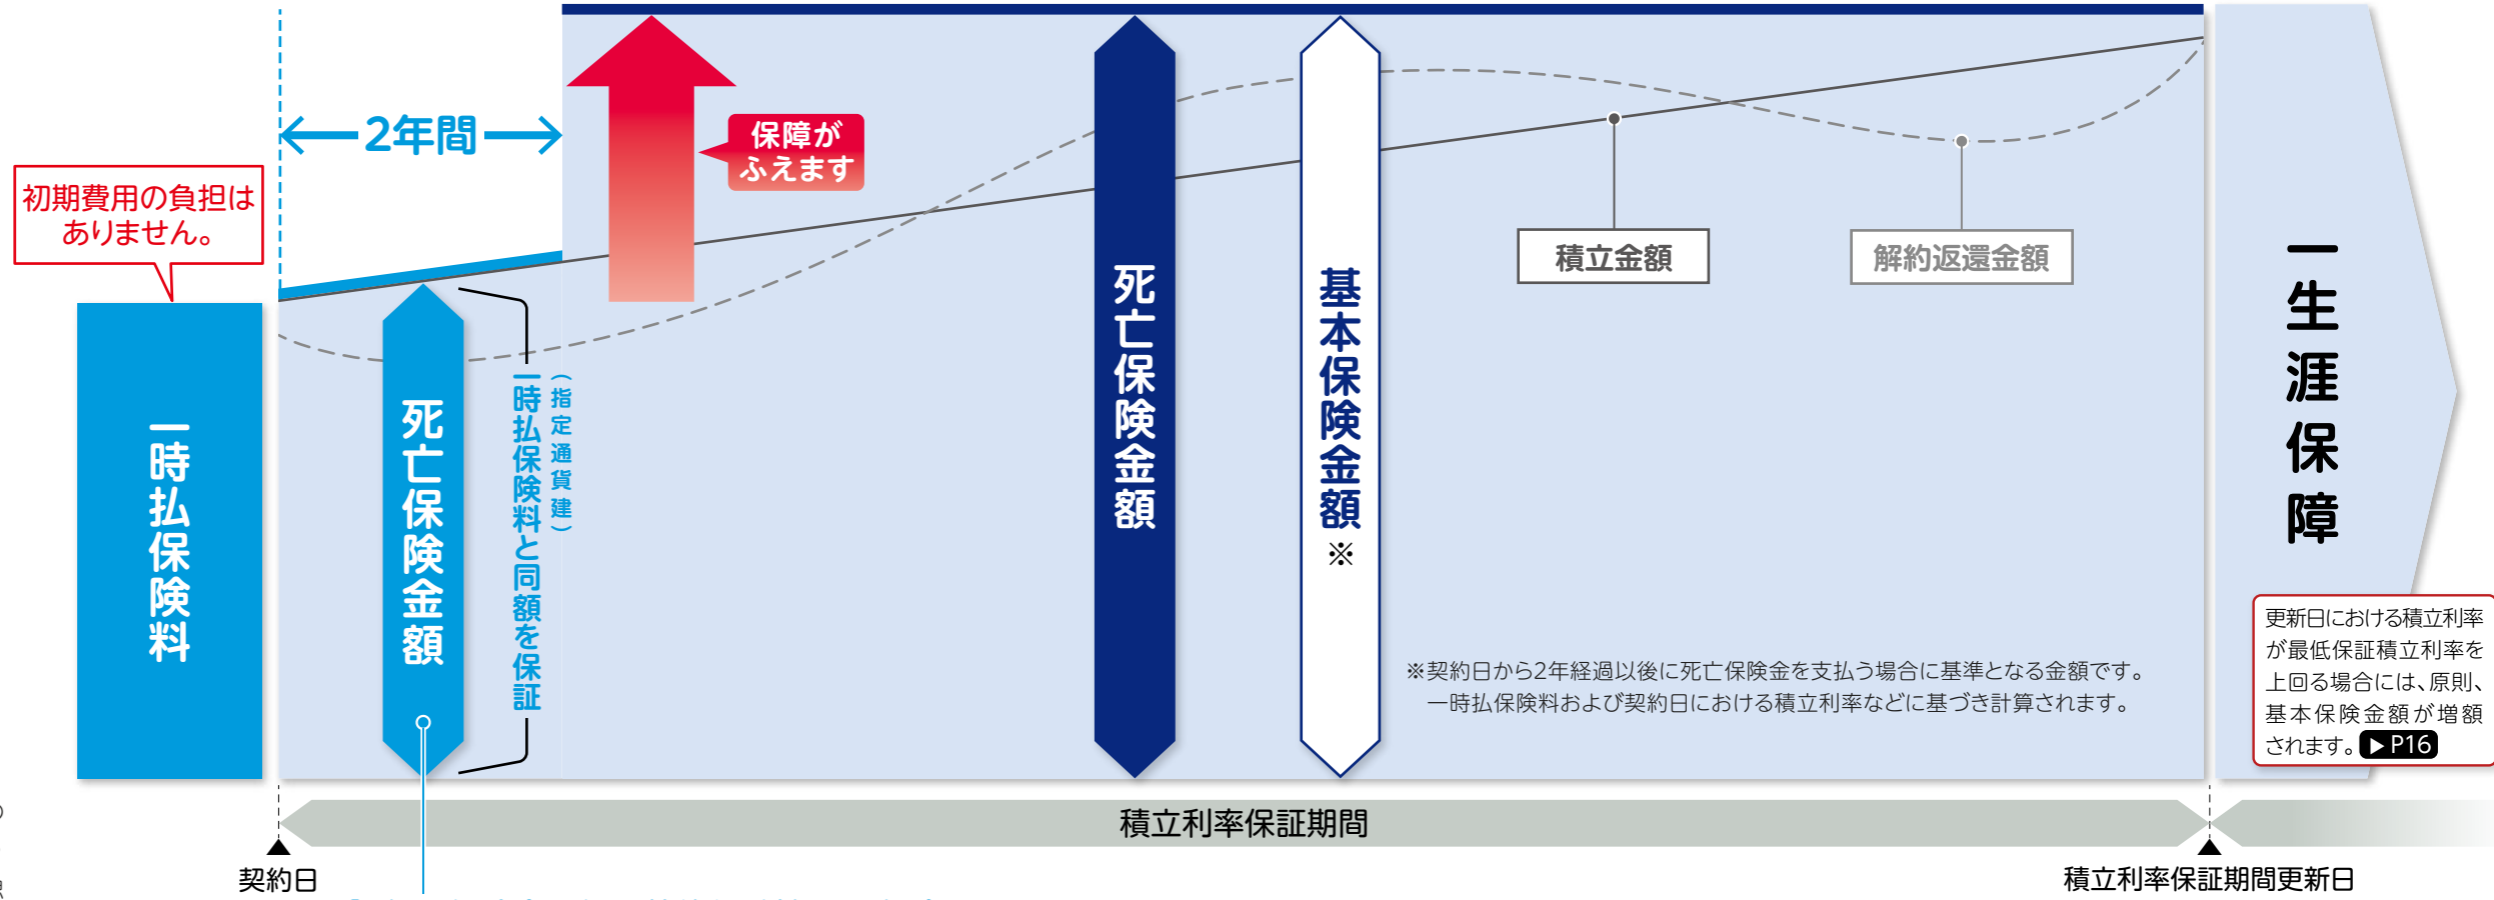 2年間
保障が
ふえます
初期費用の負担は
ありません。
一時払保険料
死亡保険金額
一時払保険料と同額を保証
（指定通貨建）
死亡保険金額
基本保険金額※
積立金額
解約返還金額
一生涯保障
※契約日から2年経過以後に死亡保険金を支払う場合に基準となる金額です。
一時払保険料および契約日における積立利率などに基づき計算されます。
更新日における積立利率
が最低保証積立利率を
上回る場合には、原則、
基本保険金額が増額
されます。▶P16
積立利率保証期間
契約日
積立利率保証期間更新日